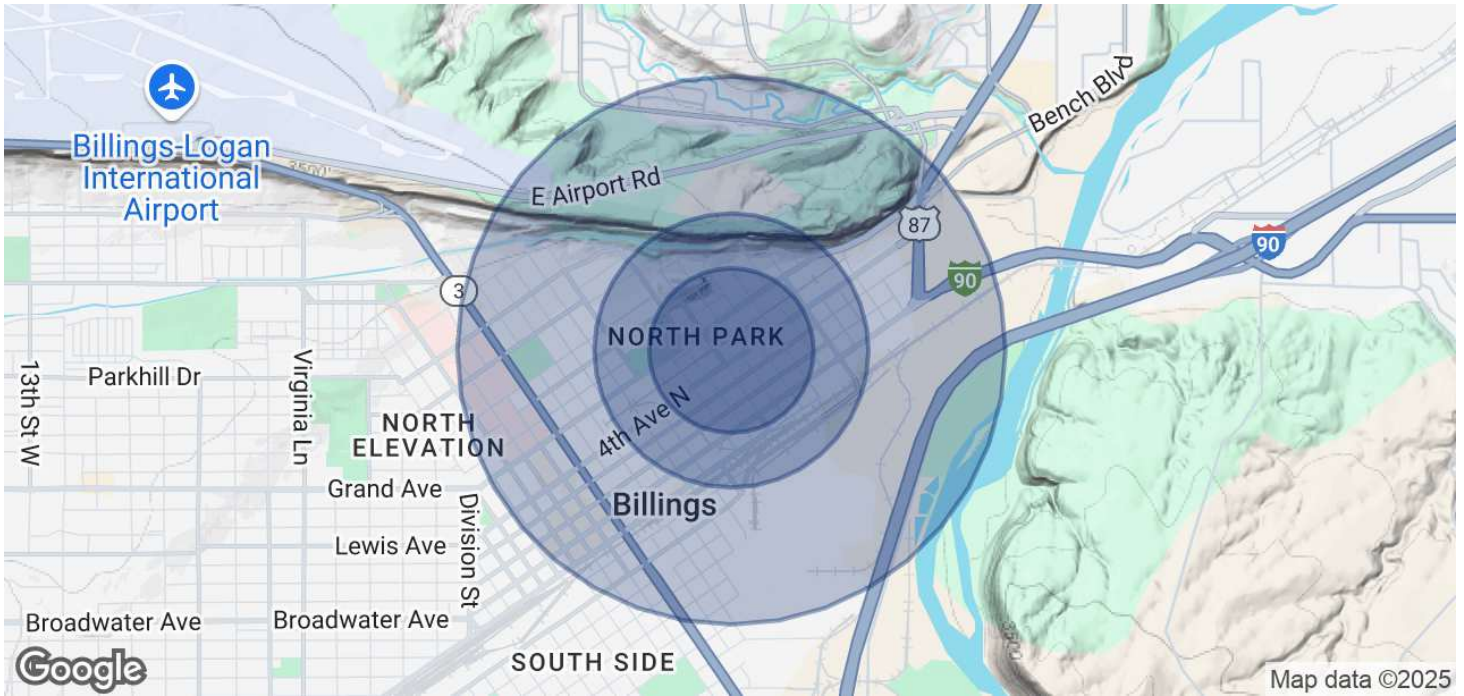 Billings-Logan
International
Airport
3500'
E Airport Rd
Bench Blvd
87
90
90
3
NORTH PARK
13th St W
Parkhill Dr
Virginia Ln
NORTH
ELEVATION
4th Ave N
Grand Ave
Billings
Division St
Lewis Ave
Broadwater Ave
Broadwater Ave
SOUTH SIDE
3500
Google
Map data ©2025